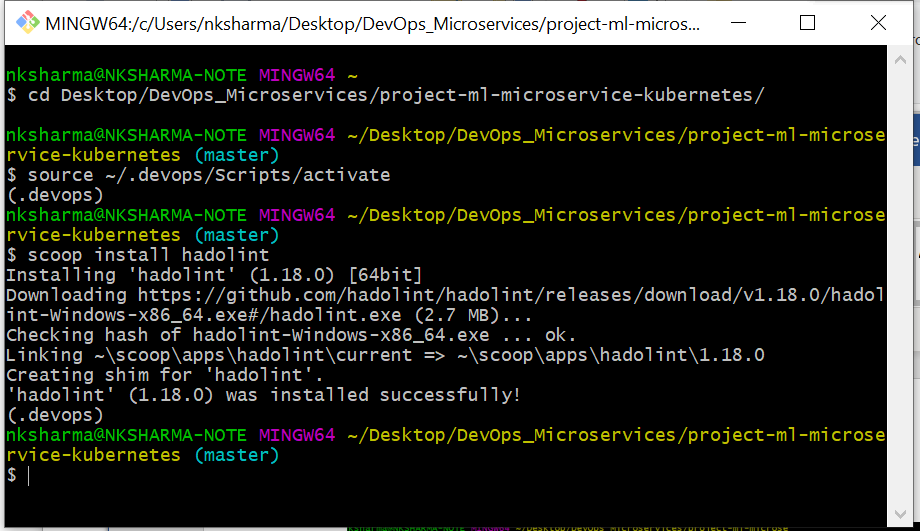 MINGW64:/c/Users/nksharma/Desktop/DevOps_Microservices/project-ml-micros...
nksharma@NKSHARMA-NOTE MINGW64 ~
$ cd Desktop/DevOps_Microservices/project-ml-microservice-kubernetes/
nksharma@NKSHARMA-NOTE MINGW64 ~/Desktop/DevOps_Microservices/project-ml-microse
rvice-kubernetes (master)
$ source ~/.devops/Scripts/activate
(.devops)
nksharma@NKSHARMA-NOTE MINGW64 ~/Desktop/DevOps_Microservices/project-ml-microse
rvice-kubernetes (master)
$ scoop install hadolint
Installing 'hadolint' (1.18.0) [64bit]
Downloading https://github.com/hadolint/hadolint/releases/download/v1.18.0/hadol
int-Windows-x86_64.exe#/hadolint.exe (2.7 MB)...
Checking hash of hadolint-Windows-x86_64.exe ... ok.
Linking ~\scoop\apps\hadolint\current => ~\scoop\apps\hadolint\1.18.0
Creating shim for 'hadolint'.
'hadolint' (1.18.0) was installed successfully!
(.devops)
nksharma@NKSHARMA-NOTE MINGW64 ~/Desktop/DevOps_Microservices/project-ml-microse
rvice-kubernetes (master)
$